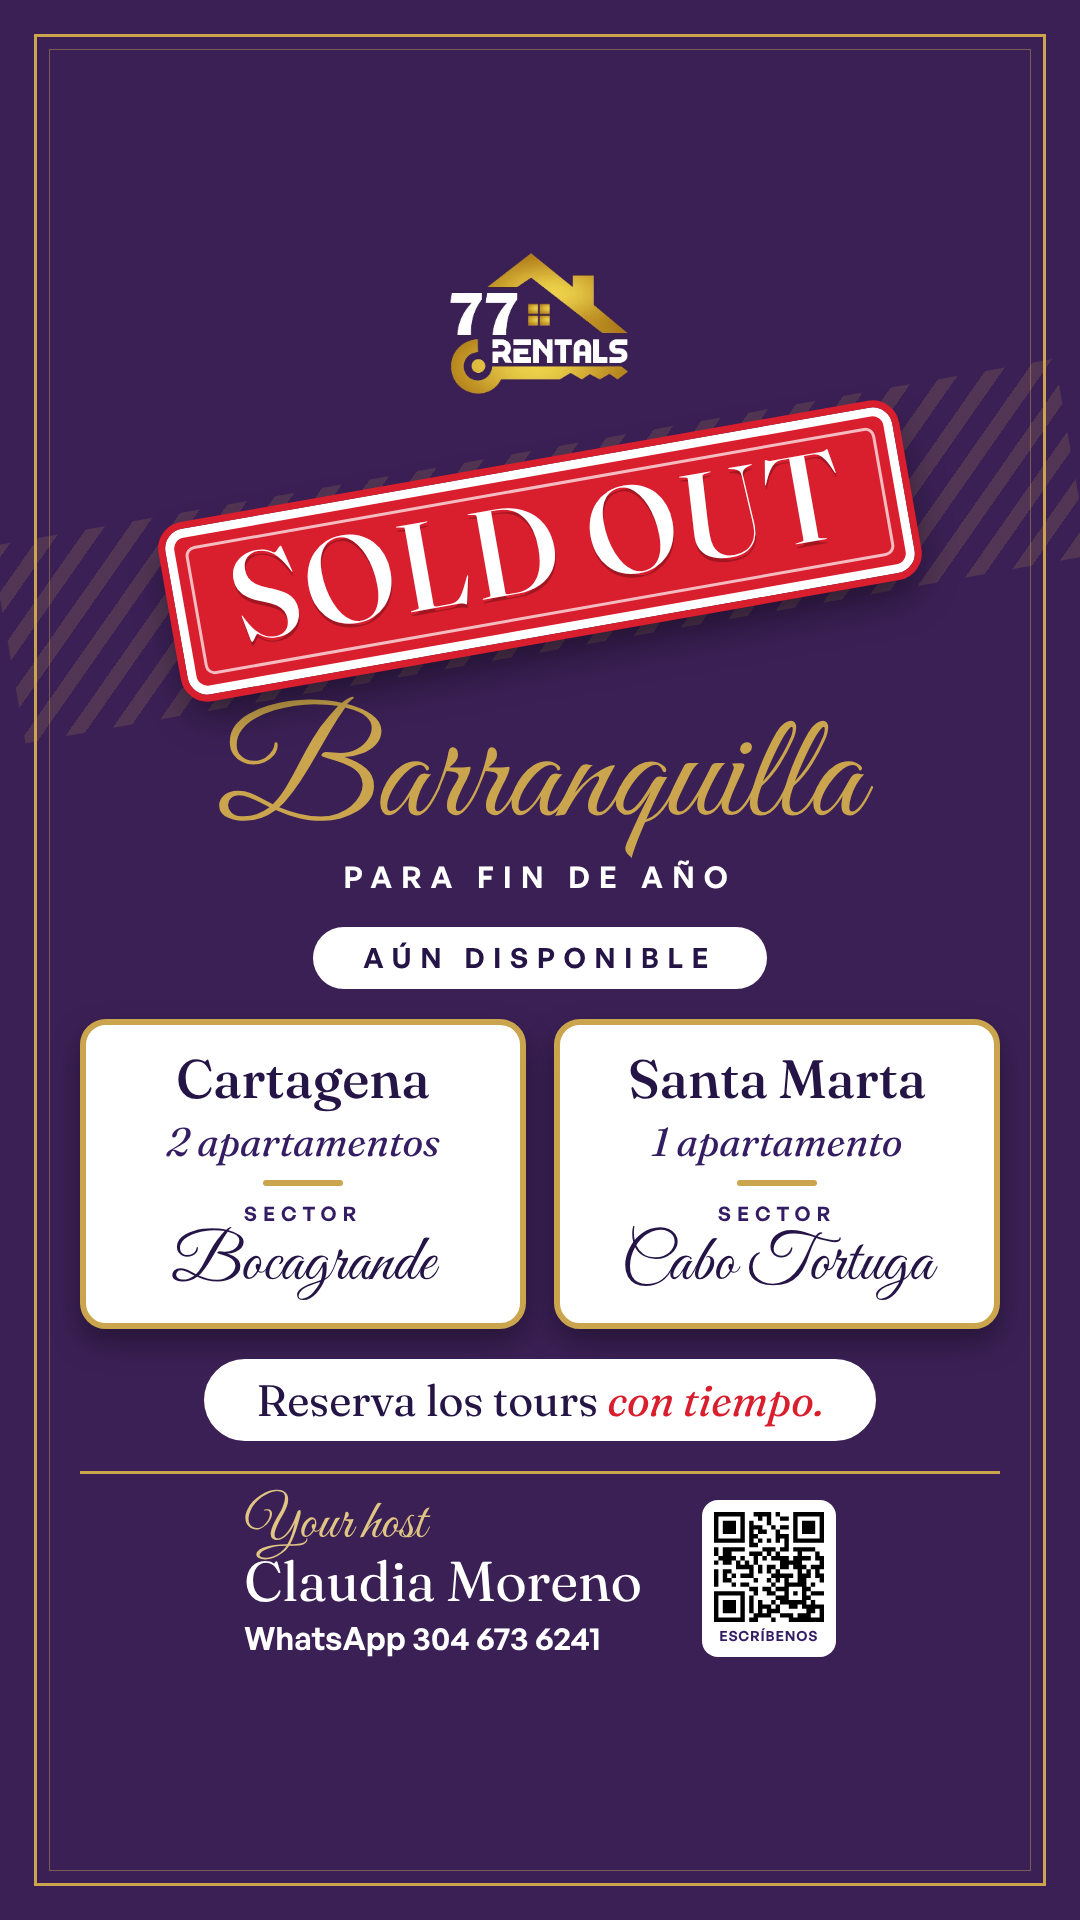 77
RENTALS
SOLD OUT
Barranquilla
PARA FIN DE AÑO
AÚN DISPONIBLE
Cartagena
2 apartamentos
SECTOR
Bocagrande
Santa Marta
1 apartamento
SECTOR
Cabo Tortuga
Reserva los tours con tiempo.
Your host
Claudia Moreno
WhatsApp 304 673 6241
ESCRÍBENOS